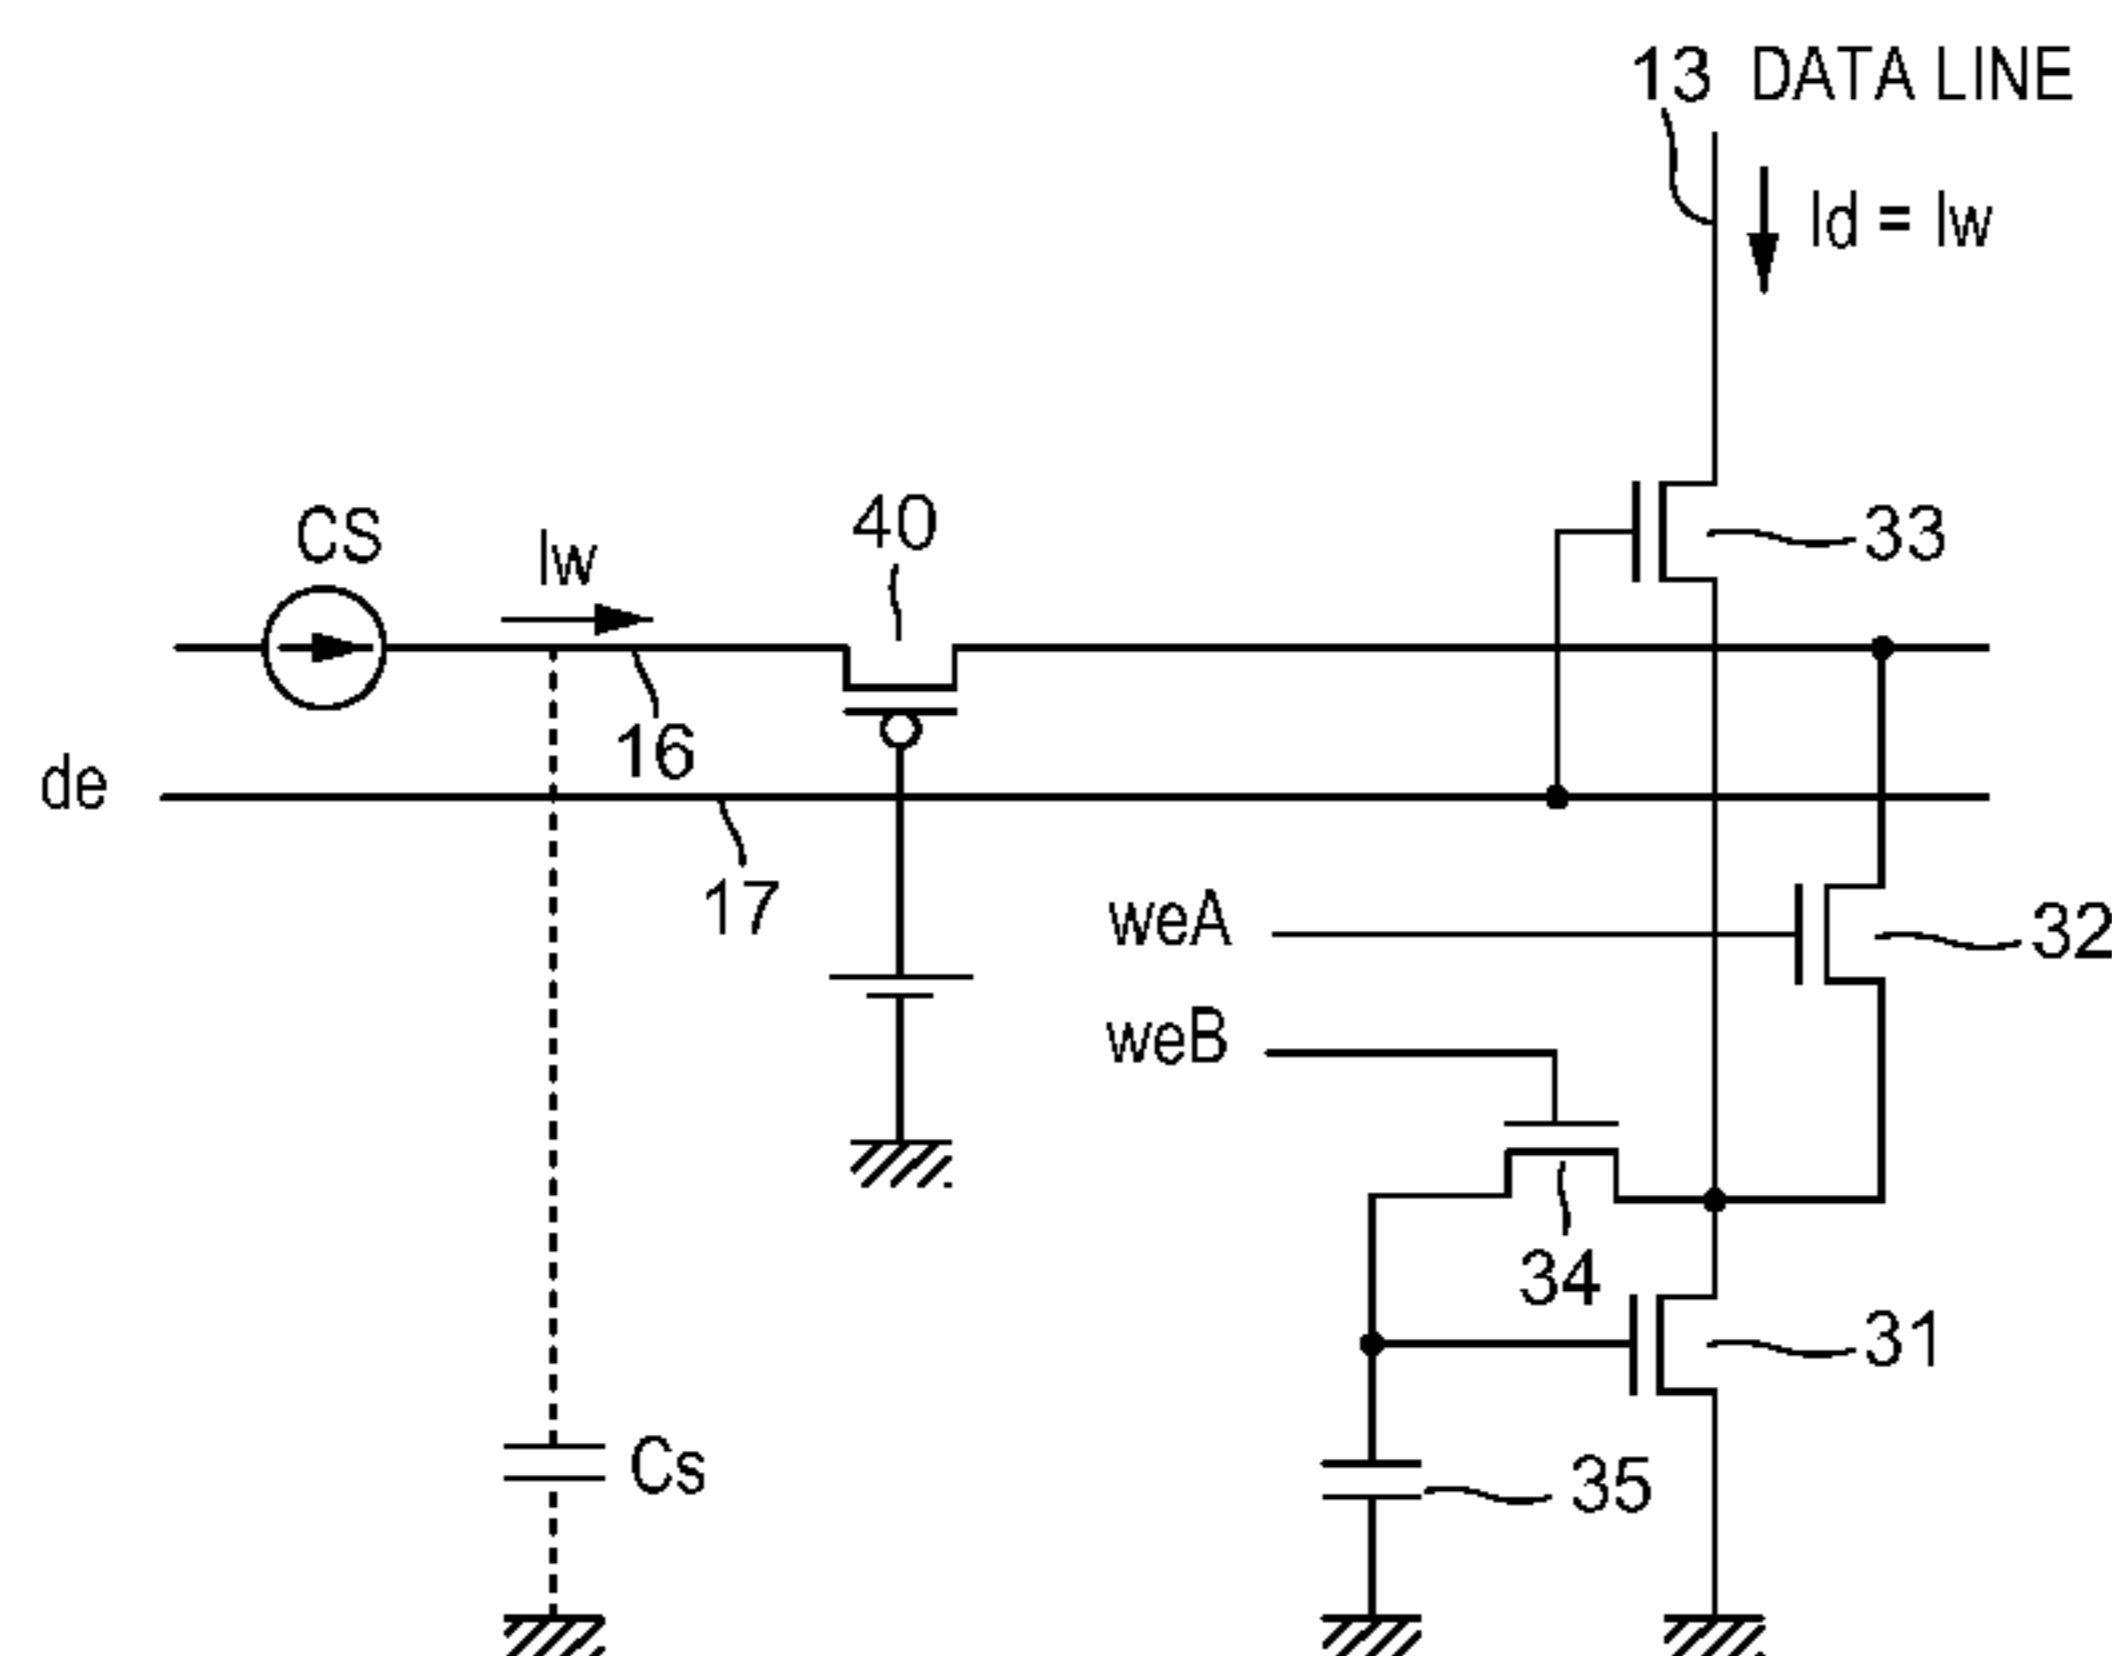 13 DATA LINE
Id = Iw
40
CS
Iw
33
16
de
17
weA
32
weB
34
31
Cs
35